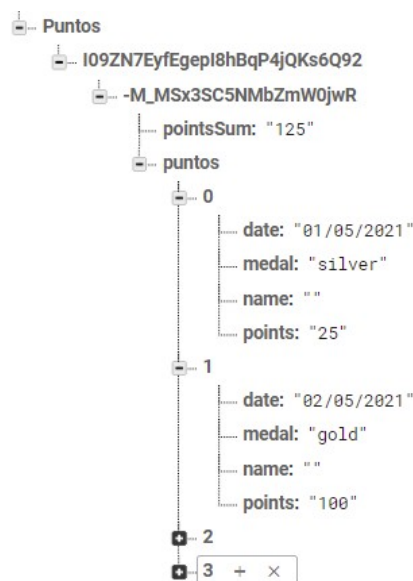 Puntos
I09ZN7EyfEgepI8hBqP4jQKs6Q92
-M_MSx3SC5NMbZmW0jwR
pointsSum: "125"
puntos
0
date: "01/05/2021"
medal: "silver"
name: ""
points: "25"
1
date: "02/05/2021"
medal: "gold"
name: ""
points: "100"
2
3 + ×